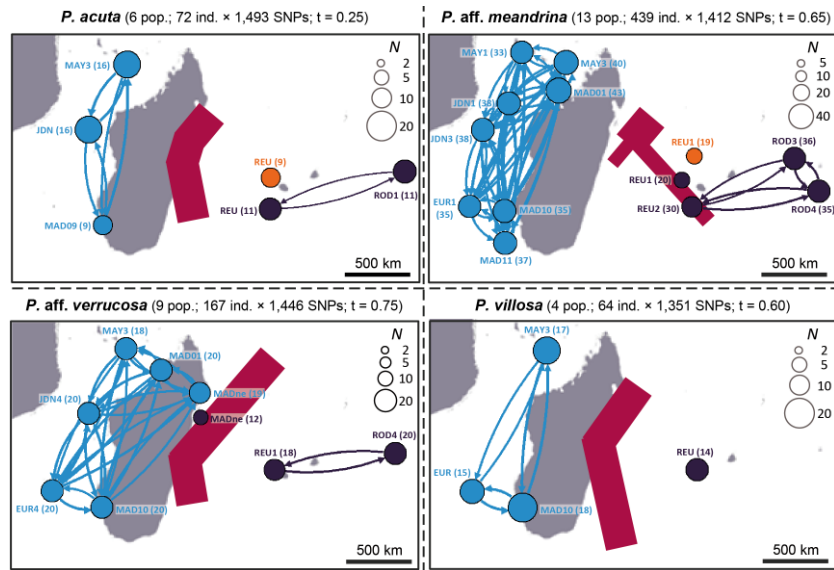 P. acuta (6 pop.; 72 ind. × 1,493 SNPs; t = 0.25)
N
2
5
10
20
MAY3 (16)
JDN (16)
MAD09 (9)
REU (9)
REU (11)
ROD1 (11)
500 km
P. aff. meandrina (13 pop.; 439 ind. × 1,412 SNPs; t = 0.65)
N
5
10
20
40
MAY1 (33)
MAY3 (40)
MAD01 (43)
JDN1 (38)
JDN3 (38)
EUR1
(35)
MAD10 (35)
MAD11 (37)
REU1 (19)
REU1 (20)
REU2 (30)
ROD3 (36)
ROD4 (35)
500 km
P. aff. verrucosa (9 pop.; 167 ind. × 1,446 SNPs; t = 0.75)
N
2
5
10
20
MAY3 (18)
MAD01 (20)
MADne (19)
MADne (12)
JDN4 (20)
EUR4 (20)
MAD10 (20)
REU1 (18)
ROD4 (20)
500 km
P. villosa (4 pop.; 64 ind. × 1,351 SNPs; t = 0.60)
N
2
5
10
20
MAY3 (17)
EUR (15)
MAD10 (18)
REU (14)
500 km